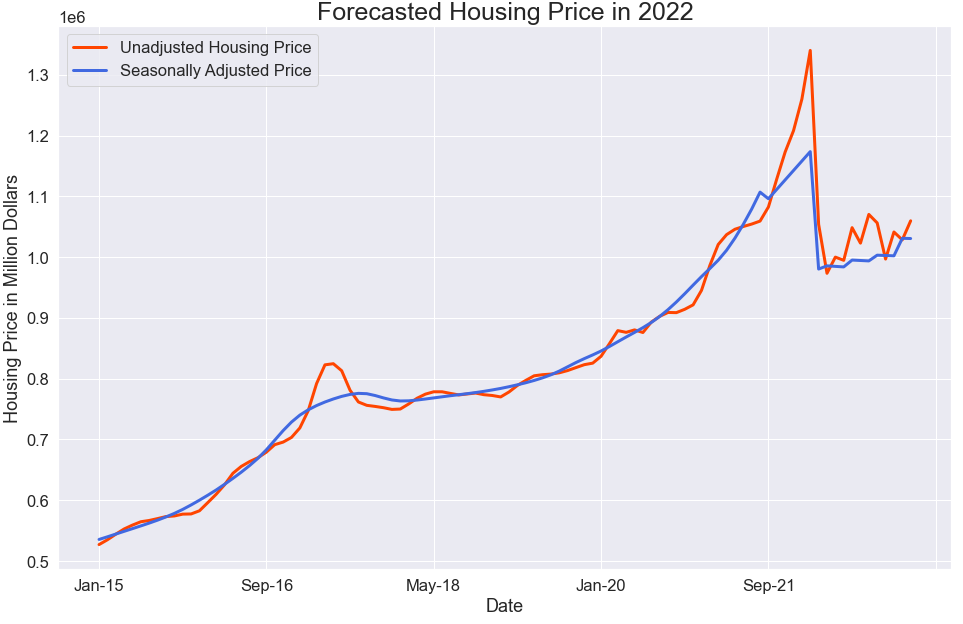 Forecasted Housing Price in 2022
1e6
Unadjusted Housing Price
Seasonally Adjusted Price
1.3
1.2
1.1
1.0
0.9
0.8
0.7
0.6
0.5
Housing Price in Million Dollars
Jan-15 Sep-16 May-18 Jan-20 Sep-21
Date